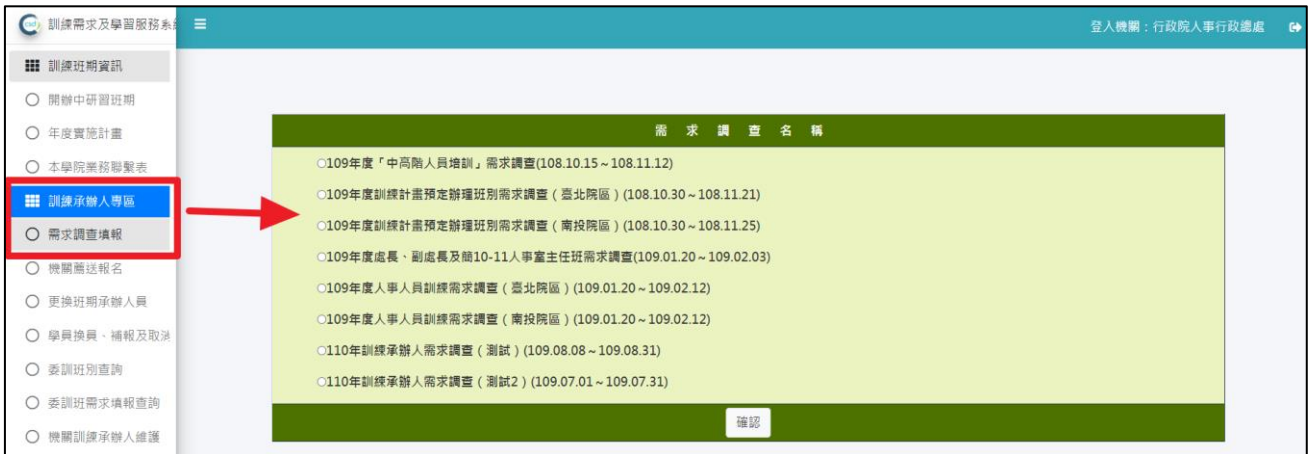 訓練需求及學習服務系
登入機關：行政院人事行政總處
訓練班期資訊
開辦中研習班期
年度實施計畫
本學院業務聯繫表
訓練承辦人專區
需求調查填報
機關薦送報名
更換班期承辦人員
學員換員、補報及取消
委訓班別查詢
委訓班需求填報查詢
機關訓練承辦人維護
需求調查名稱
109年度「中高階人員培訓」需求調查(108.10.15～108.11.12)
109年度訓練計畫預定辦理班別需求調查（臺北院區）(108.10.30～108.11.21)
109年度訓練計畫預定辦理班別需求調查（南投院區）(108.10.30～108.11.25)
109年度處長、副處長及簡10-11人事室主任班需求調查(109.01.20～109.02.03)
109年度人事人員訓練需求調查（臺北院區）(109.01.20～109.02.12)
109年度人事人員訓練需求調查（南投院區）(109.01.20～109.02.12)
110年訓練承辦人需求調查（測試）(109.08.08～109.08.31)
110年訓練承辦人需求調查（測試2）(109.07.01～109.07.31)
確認